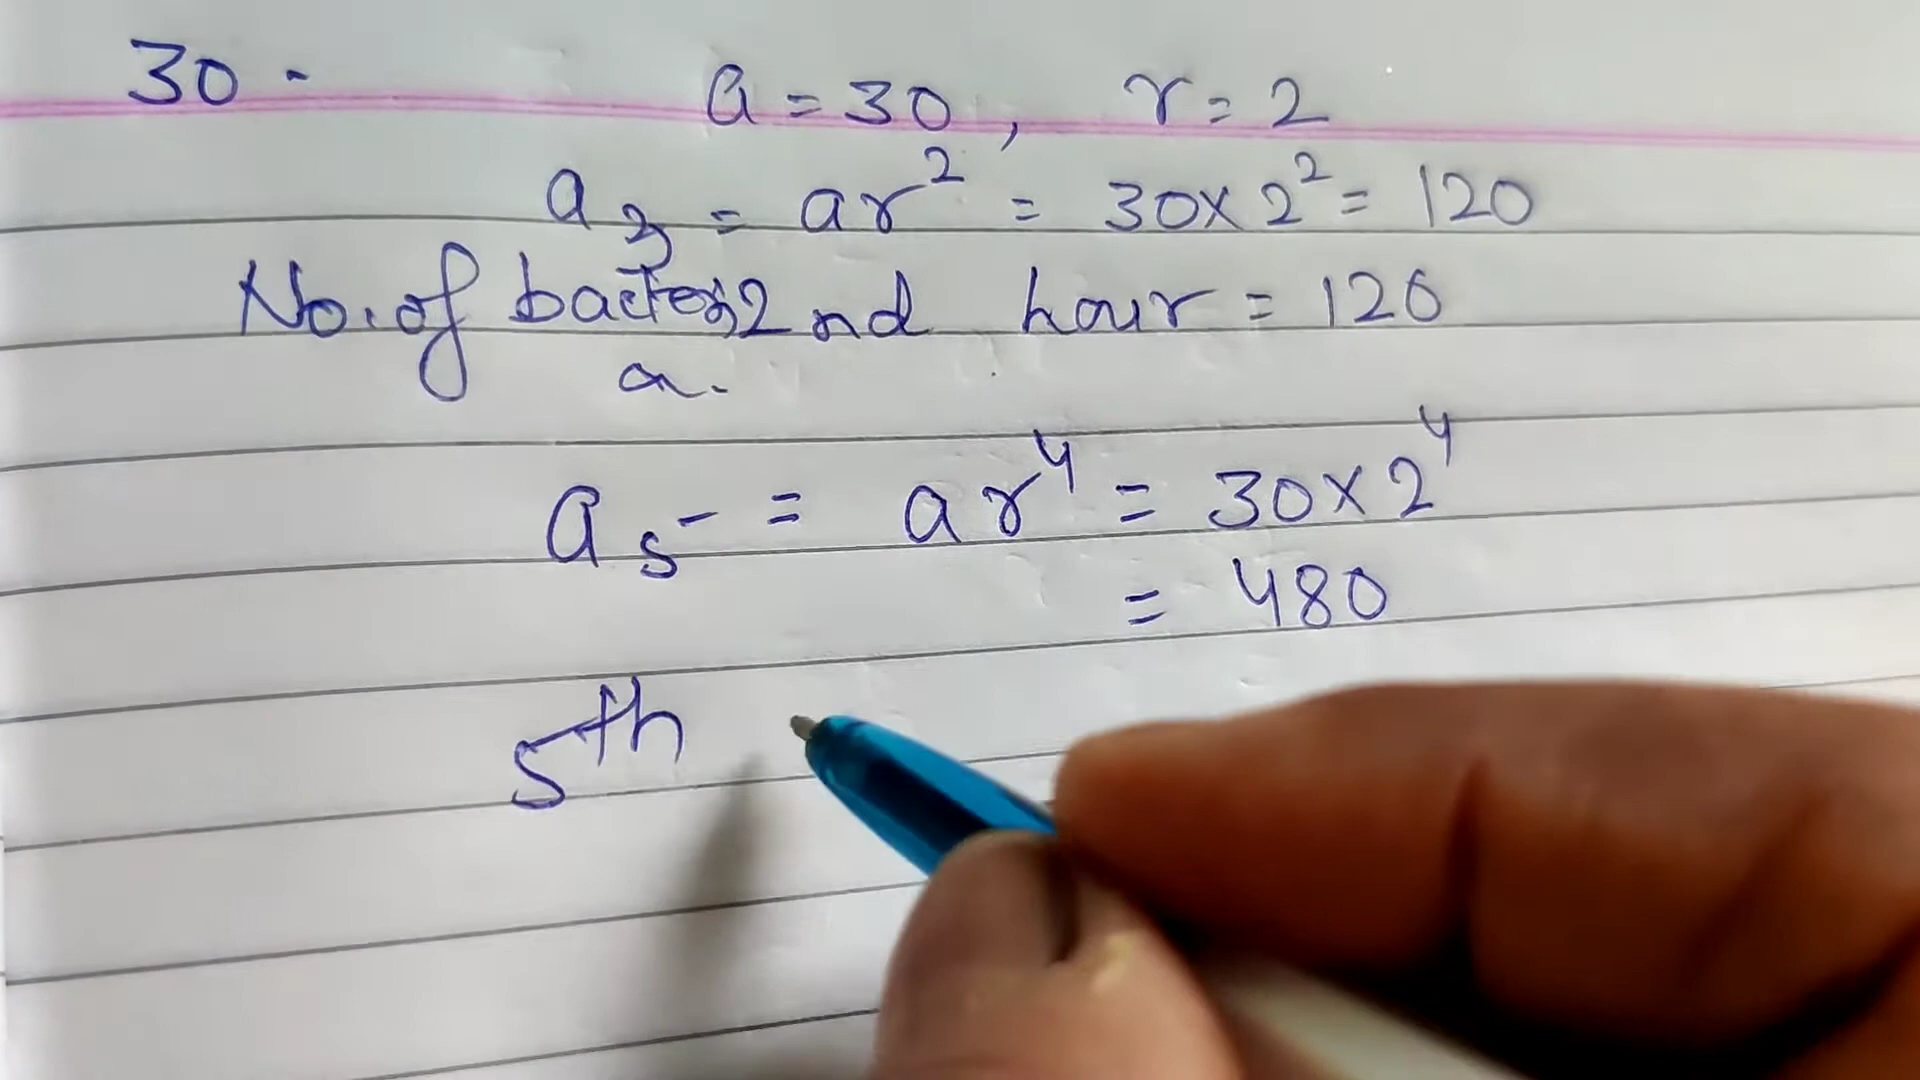 30. a = 30, r = 2
a₃ = ar² = 30×2² = 120
No. of bacteri 2nd hour = 120
a.
a₅ = ar⁴ = 30×2⁴
= 480
5th